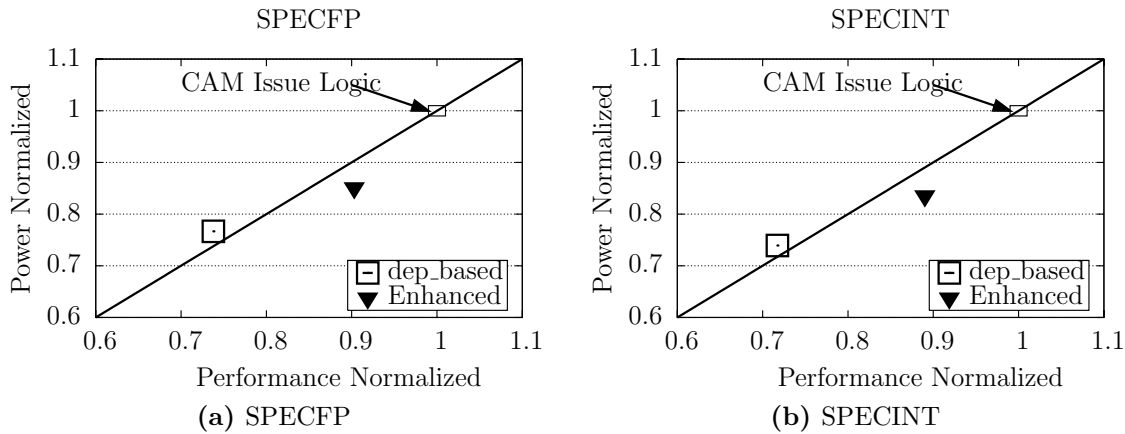 SPECFP
1.1
1
0.9
0.8
0.7
0.6
0.6 0.7 0.8 0.9 1 1.1
Power Normalized
Performance Normalized
CAM Issue Logic
dep_based
Enhanced
(a) SPECFP
SPECINT
1.1
1
0.9
0.8
0.7
0.6
0.6 0.7 0.8 0.9 1 1.1
Power Normalized
Performance Normalized
CAM Issue Logic
dep_based
Enhanced
(b) SPECINT